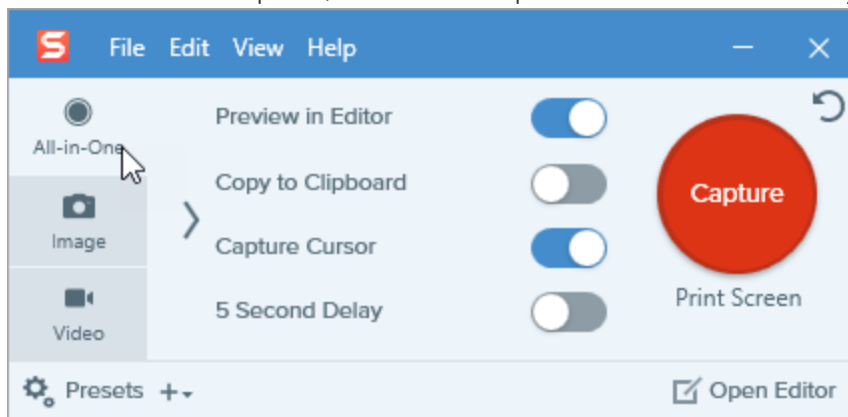 File Edit View Help
All-in-One
Image
Video
Preview in Editor
Copy to Clipboard
Capture Cursor
5 Second Delay
Capture
Print Screen
Presets
Open Editor